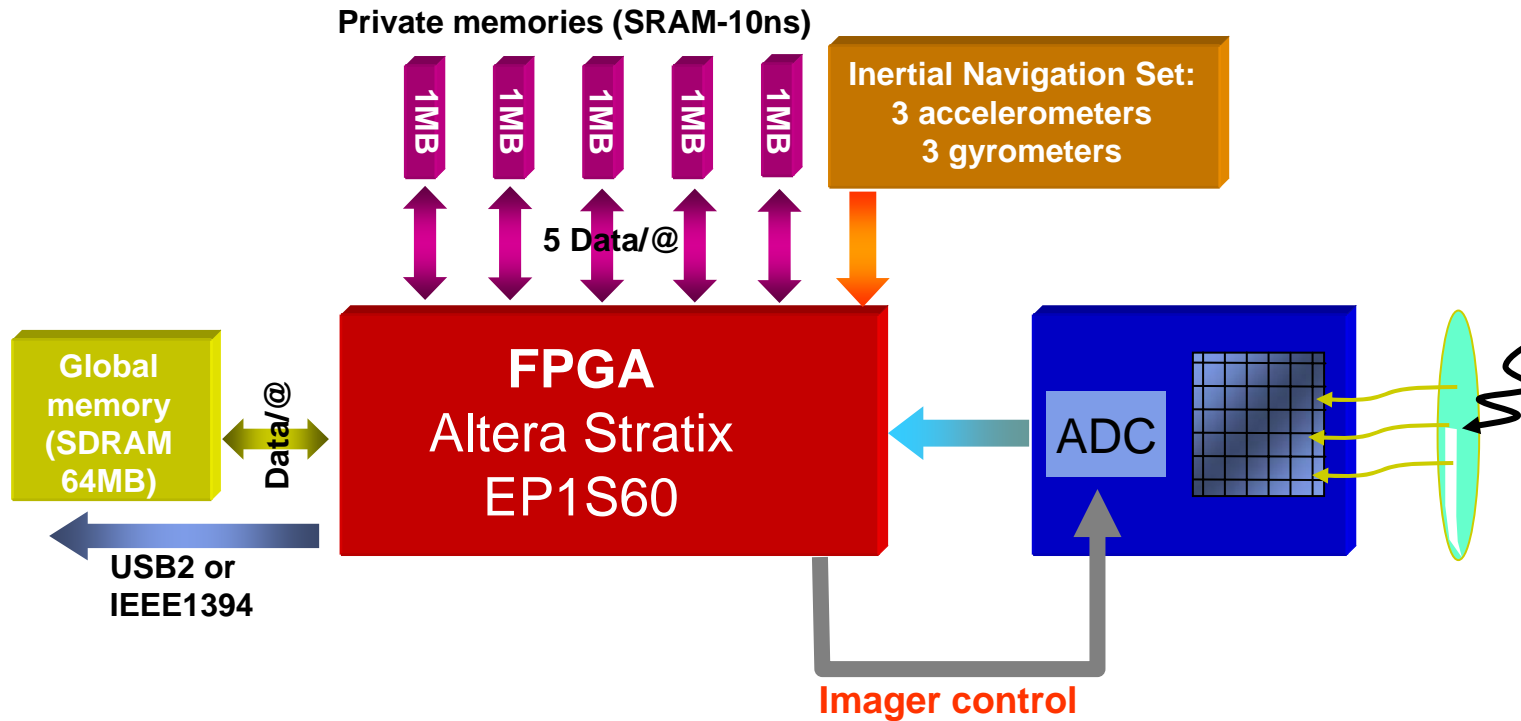 Private memories (SRAM-10ns)
1MB
1MB
1MB
1MB
1MB
Inertial Navigation Set:
3 accelerometers
3 gyrometers
5 Data/@
Global
memory
(SDRAM
64MB)
Data/@
FPGA
Altera Stratix
EP1S60
ADC
USB2 or
IEEE1394
Imager control